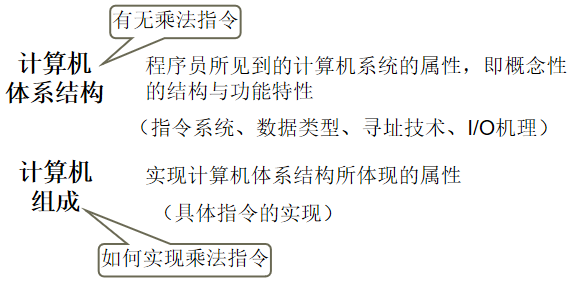 有无乘法指令
计算机
体系结构
程序员所见到的计算机系统的属性，即概念性
的结构与功能特性
（指令系统、数据类型、寻址技术、I/O机理）
计算机
组成
实现计算机体系结构所体现的属性
（具体指令的实现）
如何实现乘法指令